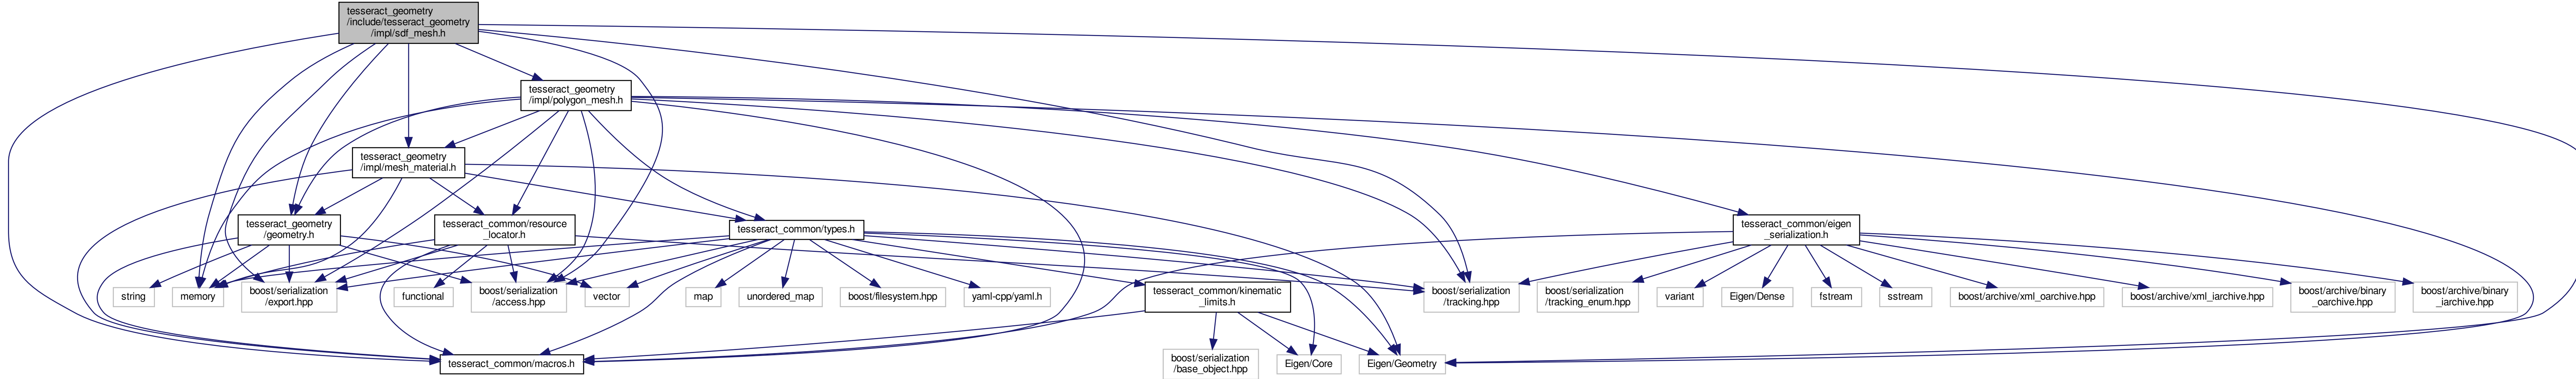 tesseract_geometry
/include/tesseract_geometry
/impl/sdf_mesh.h
tesseract_geometry
/impl/polygon_mesh.h
tesseract_geometry
/impl/mesh_material.h
tesseract_geometry
/geometry.h
tesseract_common/resource
_locator.h
tesseract_common/types.h
tesseract_common/eigen
_serialization.h
string
memory
boost/serialization
/export.hpp
functional
boost/serialization
/access.hpp
vector
map
unordered_map
boost/filesystem.hpp
yaml-cpp/yaml.h
tesseract_common/kinematic
_limits.h
boost/serialization
/tracking.hpp
boost/serialization
/tracking_enum.hpp
variant
Eigen/Dense
fstream
sstream
boost/archive/xml_oarchive.hpp
boost/archive/xml_iarchive.hpp
boost/archive/binary
_oarchive.hpp
boost/archive/binary
_iarchive.hpp
tesseract_common/macros.h
boost/serialization
/base_object.hpp
Eigen/Core
Eigen/Geometry